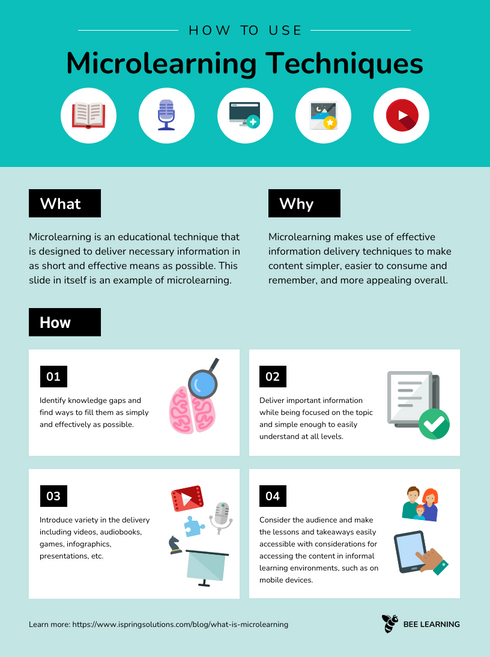 HOW TO USE
Microlearning Techniques
What
Microlearning is an educational technique that
is designed to deliver necessary information in
as short and effective means as possible. This
slide in itself is an example of microlearning.
Why
Microlearning makes use of effective
information delivery techniques to make
content simpler, easier to consume and
remember, and more appealing overall.
How
01
Identify knowledge gaps and
find ways to fill them as simply
and effectively as possible.
02
Deliver important information
while being focused on the topic
and simple enough to easily
understand at all levels.
03
Introduce variety in the delivery
including videos, audiobooks,
games, infographics,
presentations, etc.
04
Consider the audience and make
the lessons and takeaways easily
accessible with considerations for
accessing the content in informal
learning environments, such as on
mobile devices.
Learn more: https://www.ispringsolutions.com/blog/what-is-microlearning
BEE LEARNING